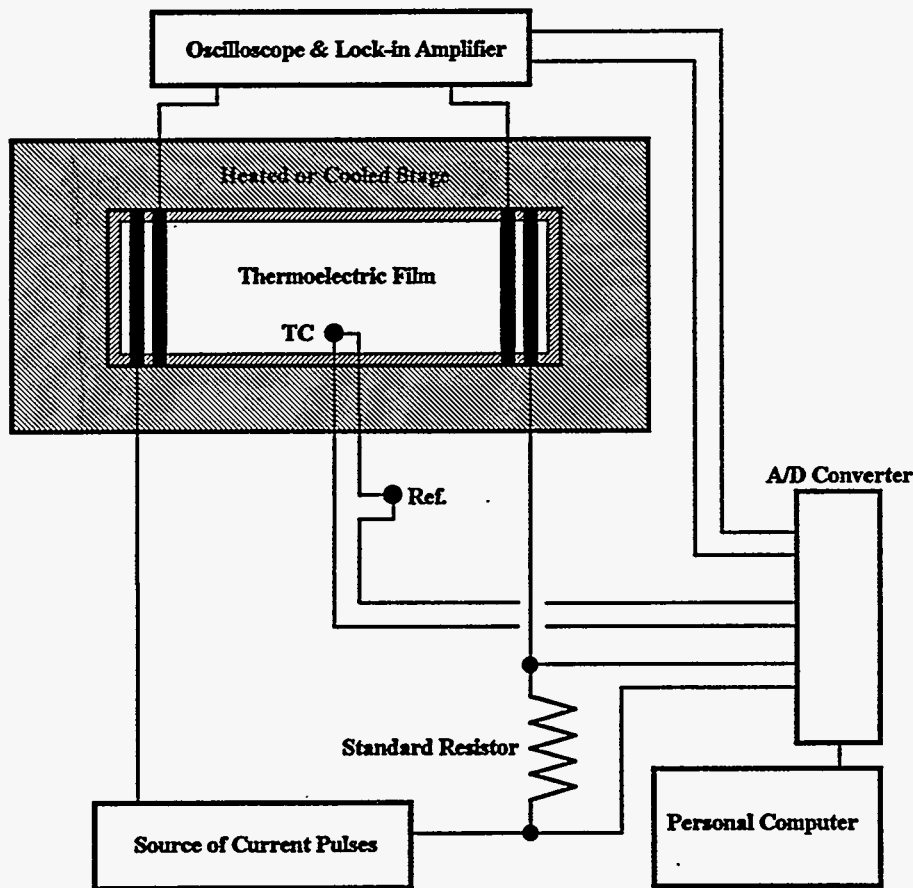 Oscilloscope & Lock-in Amplifier
Heated or Cooled Stage
Thermoelectric Film
TC
Ref.
A/D Converter
Standard Resistor
Personal Computer
Source of Current Pulses